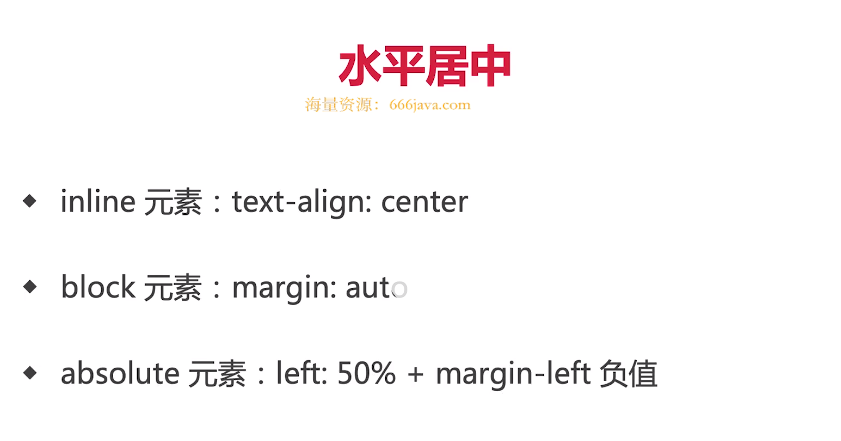 水平居中
海量资源：666java.com
◆ inline 元素：text-align: center
◆ block 元素：margin: auto
◆ absolute 元素：left: 50% + margin-left 负值